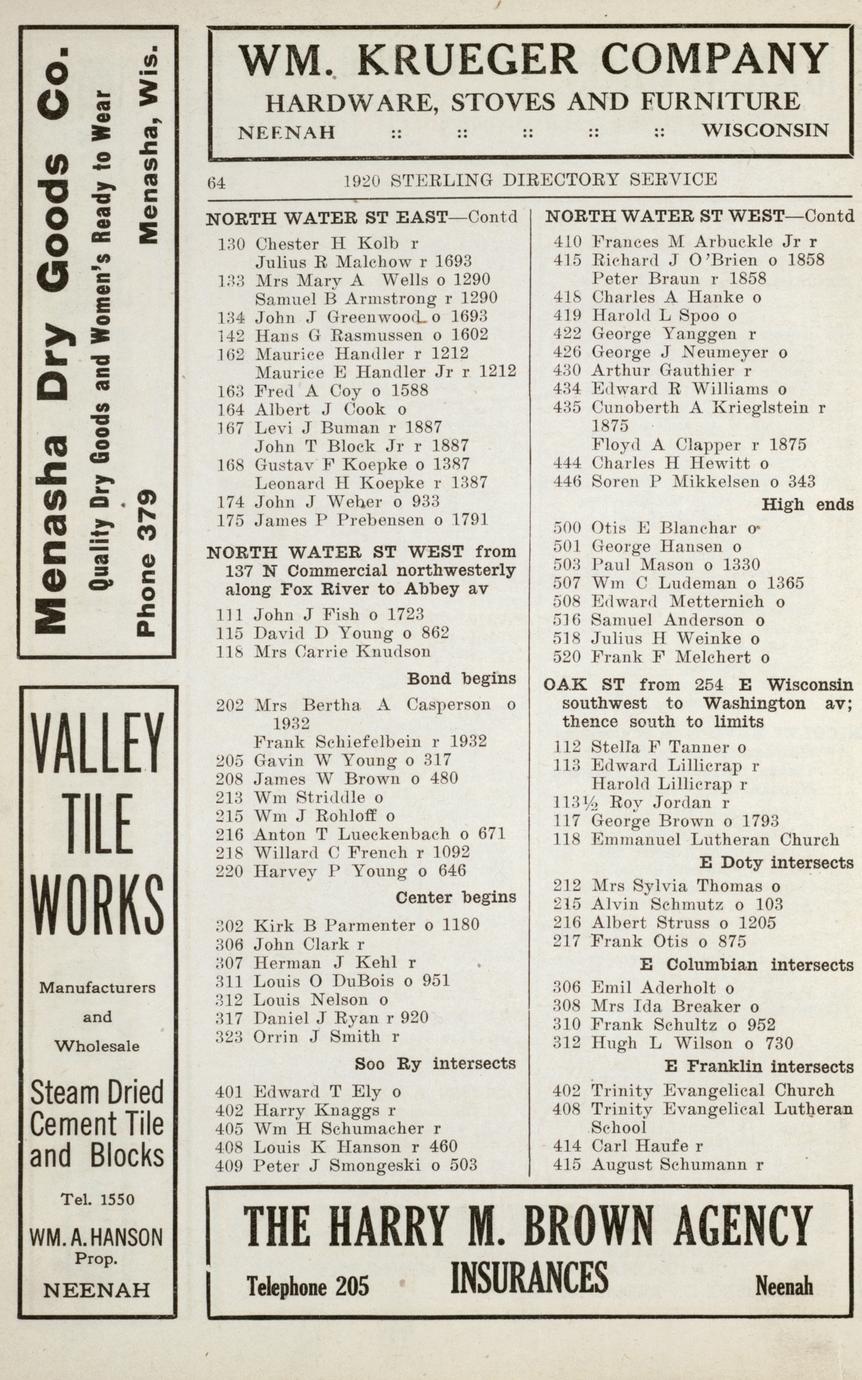 Menasha Dry Goods Co.
Quality Dry Goods and Women's Ready to Wear
Phone 379 Menasha, Wis.
VALLEY
TILE
WORKS
Manufacturers
and
Wholesale
Steam Dried
Cement Tile
and Blocks
Tel. 1550
WM. A. HANSON
Prop.
NEENAH
WM. KRUEGER COMPANY
HARDWARE, STOVES AND FURNITURE
NEENAH :: :: :: :: :: WISCONSIN
64 1920 STERLING DIRECTORY SERVICE
NORTH WATER ST EAST—Contd
130 Chester H Kolb r
Julius R Malchow r 1693
133 Mrs Mary A Wells o 1290
Samuel B Armstrong r 1290
134 John J Greenwood o 1693
142 Hans G Rasmussen o 1602
162 Maurice Handler r 1212
Maurice E Handler Jr r 1212
163 Fred A Coy o 1588
164 Albert J Cook o
167 Levi J Buman r 1887
John T Block Jr r 1887
168 Gustav F Koepke o 1387
Leonard H Koepke r 1387
174 John J Weber o 933
175 James P Prebensen o 1791
NORTH WATER ST WEST from
137 N Commercial northwesterly
along Fox River to Abbey av
111 John J Fish o 1723
115 David D Young o 862
118 Mrs Carrie Knudson
Bond begins
202 Mrs Bertha A Casperson o
1932
Frank Schiefelbein r 1932
205 Gavin W Young o 317
208 James W Brown o 480
213 Wm Striddle o
215 Wm J Rohloff o
216 Anton T Lueckenbach o 671
218 Willard C French r 1092
220 Harvey P Young o 646
Center begins
302 Kirk B Parmenter o 1180
306 John Clark r
307 Herman J Kehl r
311 Louis O DuBois o 951
312 Louis Nelson o
317 Daniel J Ryan r 920
323 Orrin J Smith r
Soo Ry intersects
401 Edward T Ely o
402 Harry Knaggs r
405 Wm H Schumacher r
408 Louis K Hanson r 460
409 Peter J Smongeski o 503
NORTH WATER ST WEST—Contd
410 Frances M Arbuckle Jr r
415 Richard J O'Brien o 1858
Peter Braun r 1858
418 Charles A Hanke o
419 Harold L Spoo o
422 George Yanggen r
426 George J Neumeyer o
430 Arthur Gauthier r
434 Edward R Williams o
435 Cunoberth A Krieglstein r
1875
Floyd A Clapper r 1875
444 Charles H Hewitt o
446 Soren P Mikkelsen o 343
High ends
500 Otis E Blanchar o
501 George Hansen o
503 Paul Mason o 1330
507 Wm C Ludeman o 1365
508 Edward Metternich o
516 Samuel Anderson o
518 Julius H Weinke o
520 Frank F Melchert o
OAK ST from 254 E Wisconsin
southwest to Washington av;
thence south to limits
112 Stella F Tanner o
113 Edward Lillicrap r
Harold Lillicrap r
113½ Roy Jordan r
117 George Brown o 1793
118 Emmanuel Lutheran Church
E Doty intersects
212 Mrs Sylvia Thomas o
215 Alvin Schmutz o 103
216 Albert Struss o 1205
217 Frank Otis o 875
E Columbian intersects
306 Emil Aderholt o
308 Mrs Ida Breaker o
310 Frank Schultz o 952
312 Hugh L Wilson o 730
E Franklin intersects
402 Trinity Evangelical Church
408 Trinity Evangelical Lutheran
School
414 Carl Haufe r
415 August Schumann r
THE HARRY M. BROWN AGENCY
Telephone 205 INSURANCES Neenah